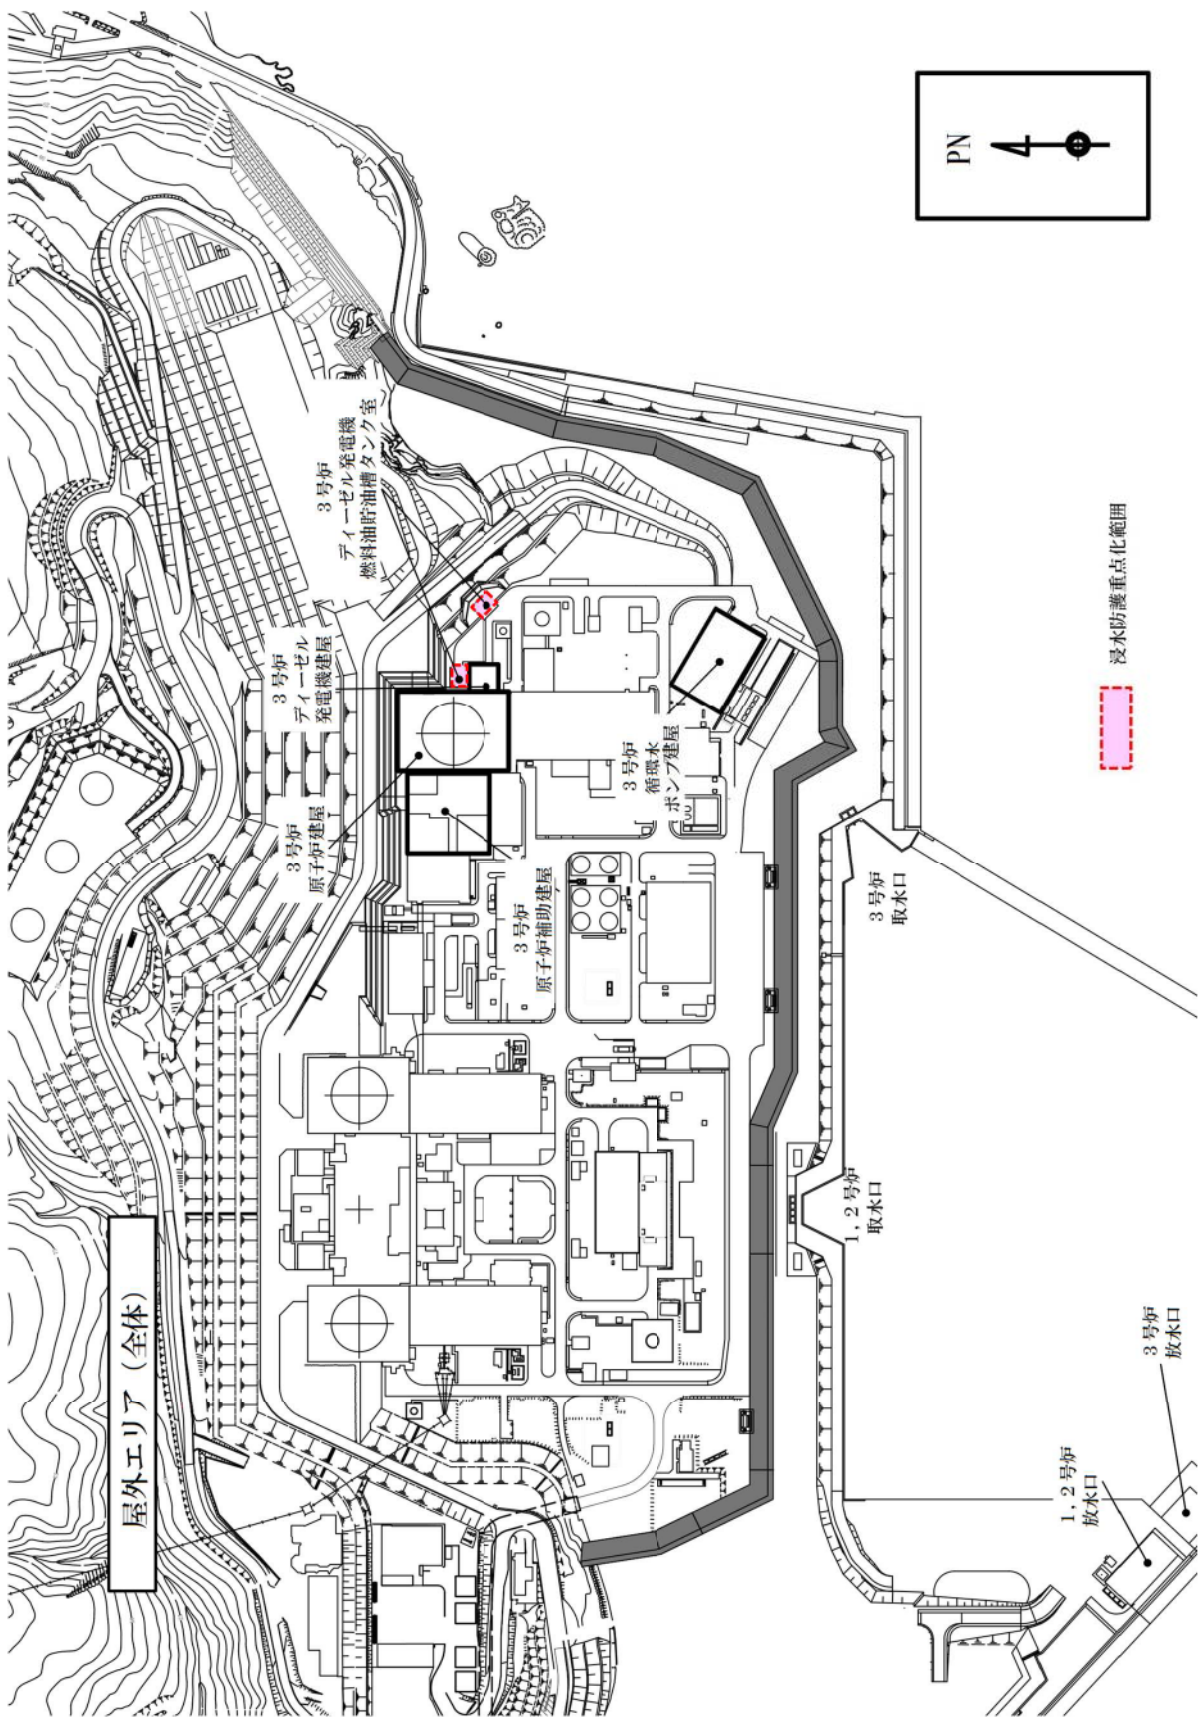 屋外エリア（全体）
3号炉
原子炉建屋
3号炉
ディーゼル
発電機建屋
3号炉
ディーゼル発電機
燃料油貯油槽タンク室
3号炉
原子炉補助建屋
3号炉
循環水
ポンプ建屋
PN
1，2号炉
放水口
3号炉
放水口
1，2号炉
取水口
3号炉
取水口
浸水防護重点化範囲